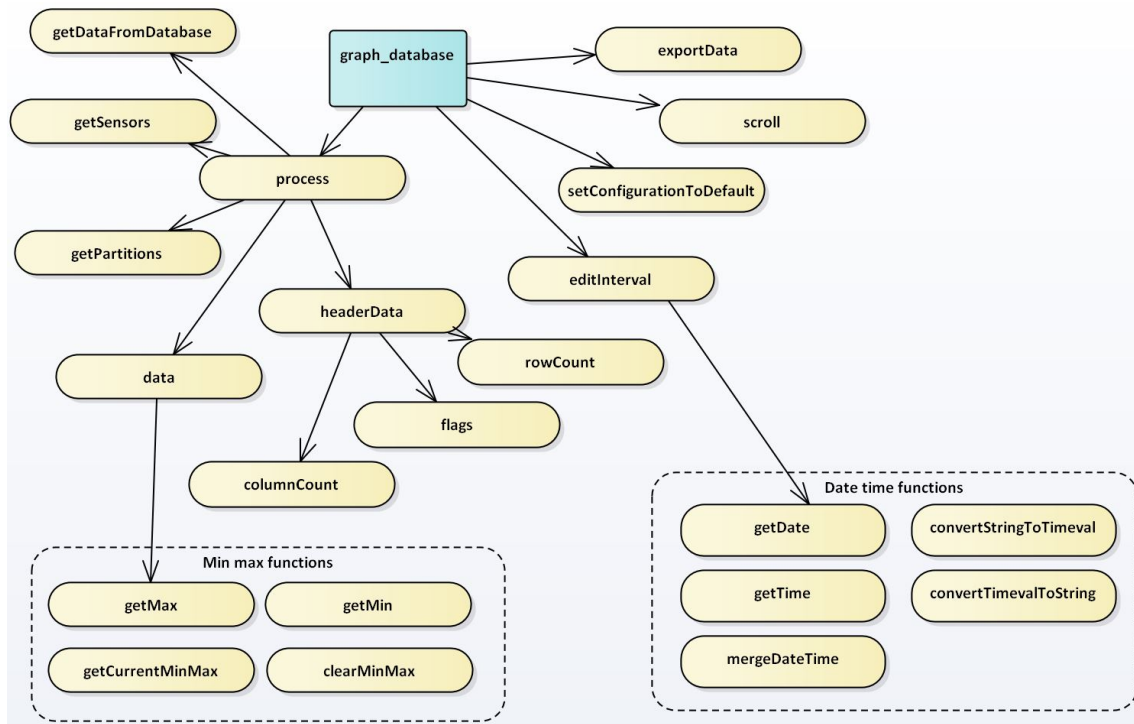 getDataFromDatabase
graph_database
exportData
getSensors
scroll
process
setConfigurationToDefault
getPartitions
editInterval
headerData
rowCount
data
flags
columnCount
Date time functions
getDate
convertStringToTimeval
getTime
convertTimevalToString
mergeDateTime
Min max functions
getMax
getMin
getCurrentMinMax
clearMinMax